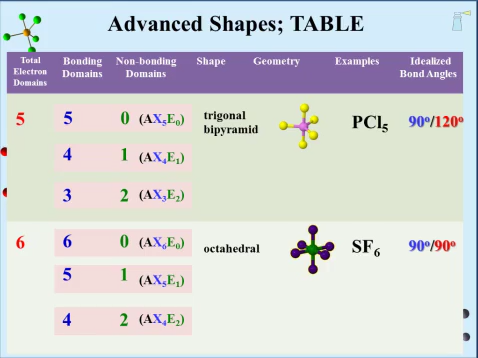 Advanced Shapes; TABLE
Total Electron Domains Bonding Domains Non-bonding Domains Shape Geometry Examples Idealized Bond Angles
5 5 0 (AX₅E₀) trigonal bipyramid PCl₅ 90º/120º
4 1 (AX₄E₁)
3 2 (AX₃E₂)
6 6 0 (AX₆E₀) octahedral SF₆ 90º/90º
5 1 (AX₅E₁)
4 2 (AX₄E₂)